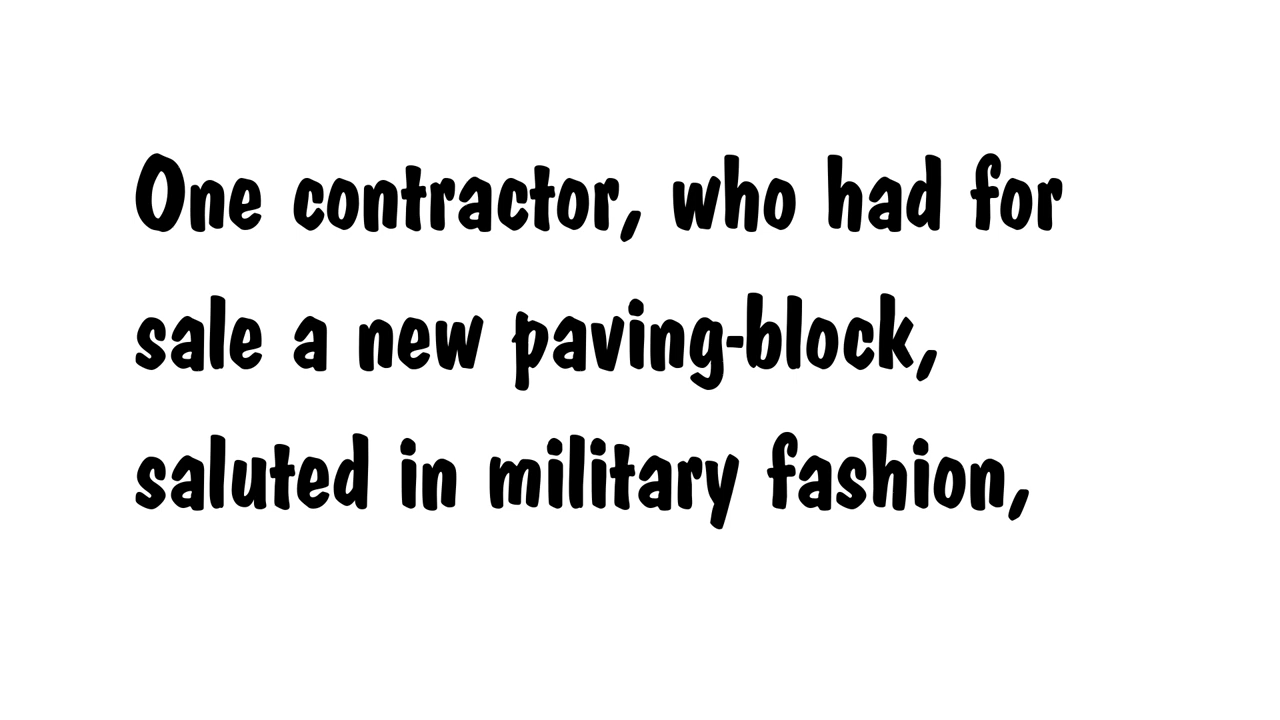 One contractor, who had for
sale a new paving-block,
saluted in military fashion,